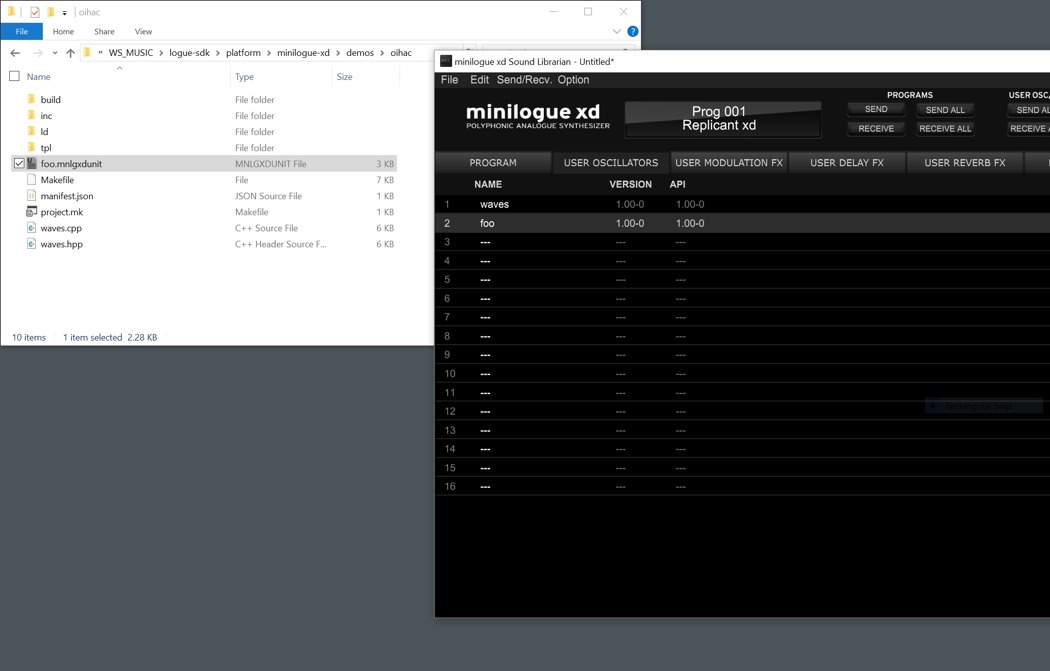 oihac
File Home Share View
« WS_MUSIC > logue-sdk > platform > minilogue-xd > demos > oihac
Name Type Size
build File folder
inc File folder
ld File folder
tpl File folder
foo.mnlgxdunit MNLGXDUNIT File 3 KB
Makefile File 7 KB
manifest.json JSON Source File 1 KB
project.mk Makefile 1 KB
waves.cpp C++ Source File 6 KB
waves.hpp C++ Header Source F... 6 KB
10 items 1 item selected 2.28 KB
minilogue xd Sound Librarian - Untitled*
File Edit Send/Recv. Option
minilogue xd
POLYPHONIC ANALOGUE SYNTHESIZER
Prog 001
Replicant xd
PROGRAMS
SEND SEND ALL
RECEIVE RECEIVE ALL
USER OSC/
SEND AL
RECEIVE A
PROGRAM USER OSCILLATORS USER MODULATION FX USER DELAY FX USER REVERB FX
NAME VERSION API
1 waves 1.00-0 1.00-0
2 foo 1.00-0 1.00-0
3 --- --- ---
4 --- --- ---
5 --- --- ---
6 --- --- ---
7 --- --- ---
8 --- --- ---
9 --- --- ---
10 --- --- ---
11 --- --- ---
12 --- --- ---
13 --- --- ---
14 --- --- ---
15 --- --- ---
16 --- --- ---
Rectangular Snip